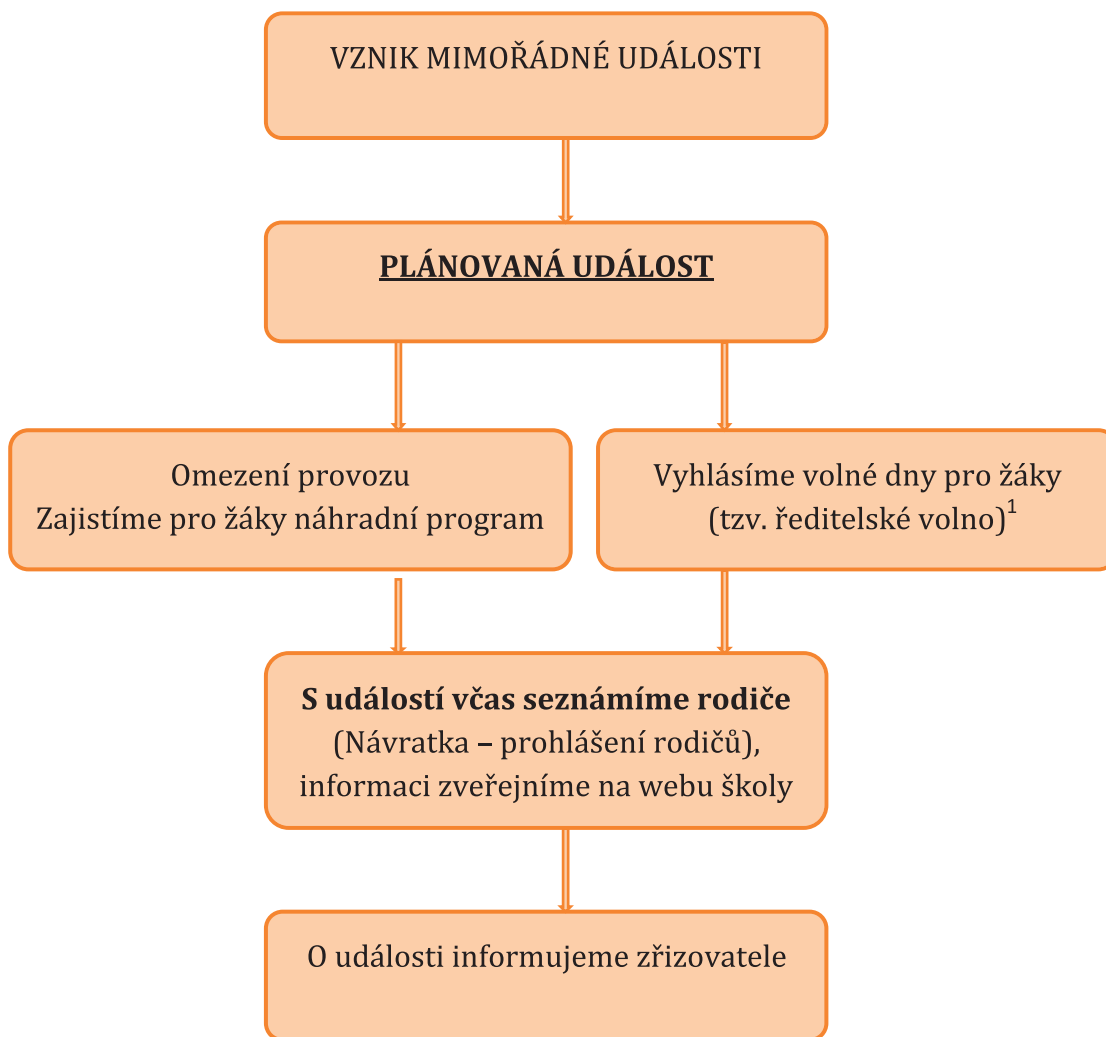 VZNIK MIMOŘÁDNÉ UDÁLOSTI
PLÁNOVANÁ UDÁLOST
Omezení provozu
Zajistíme pro žáky náhradní program
Vyhlásíme volné dny pro žáky
(tzv. ředitelské volno)¹
S událostí včas seznámíme rodiče
(Návratka – prohlášení rodičů),
informaci zveřejníme na webu školy
O události informujeme zřizovatele